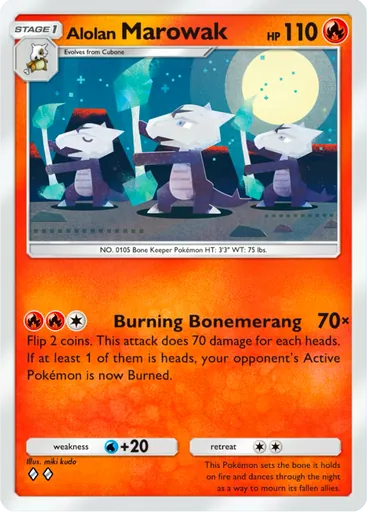 STAGE 1
Alolan Marowak HP 110
Evolves from Cubone
NO. 0105 Bone Keeper Pokémon HT: 3'3" WT: 75 lbs.
Burning Bonemerang 70×
Flip 2 coins. This attack does 70 damage for each heads.
If at least 1 of them is heads, your opponent's Active
Pokémon is now Burned.
weakness +20 retreat
Illus. miki kudo
This Pokémon sets the bone it holds
on fire and dances through the night
as a way to mourn its fallen allies.